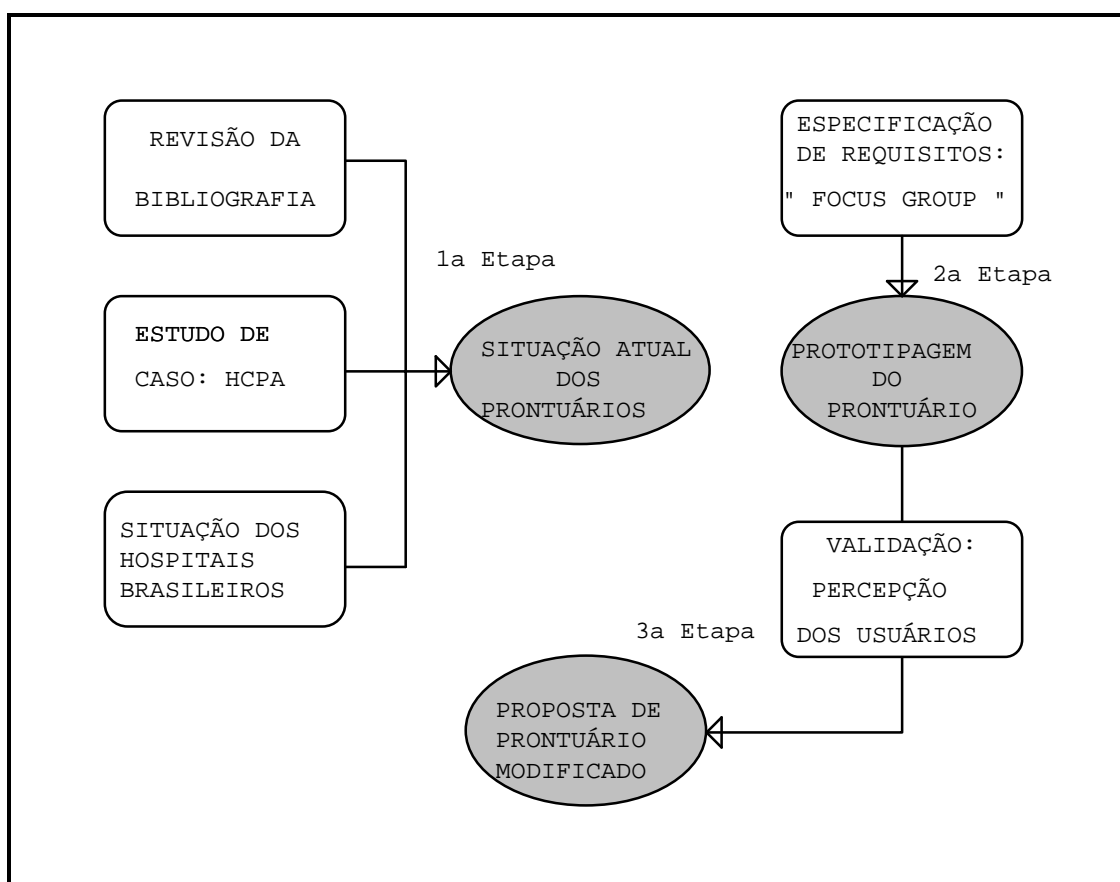 REVISÃO DA
BIBLIOGRAFIA
ESTUDO DE
CASO: HCPA
SITUAÇÃO DOS
HOSPITAIS
BRASILEIROS
1a Etapa
SITUAÇÃO ATUAL
DOS
PRONTUÁRIOS
ESPECIFICAÇÃO
DE REQUISITOS:
" FOCUS GROUP "
2a Etapa
PROTOTIPAGEM
DO
PRONTUÁRIO
VALIDAÇÃO:
PERCEPÇÃO
DOS USUÁRIOS
3a Etapa
PROPOSTA DE
PRONTUÁRIO
MODIFICADO